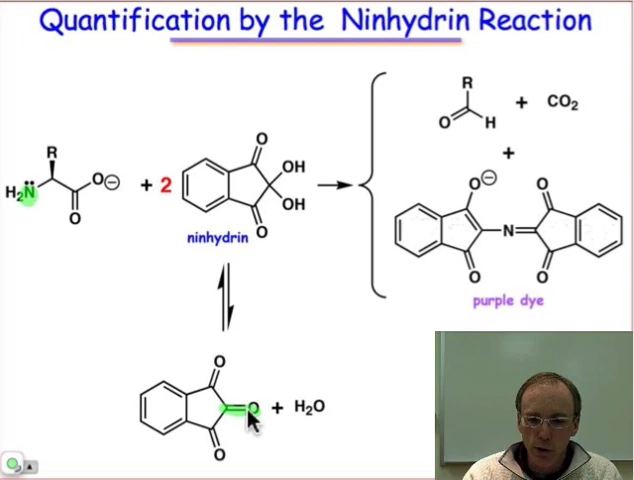 Quantification by the Ninhydrin Reaction
R
O
H
+ CO₂
+
R
H₂N
O⊖
O
+ 2
O
OH
OH
O
ninhydrin
O⊖
O
N
O
O
purple dye
O
O
+ H₂O
O